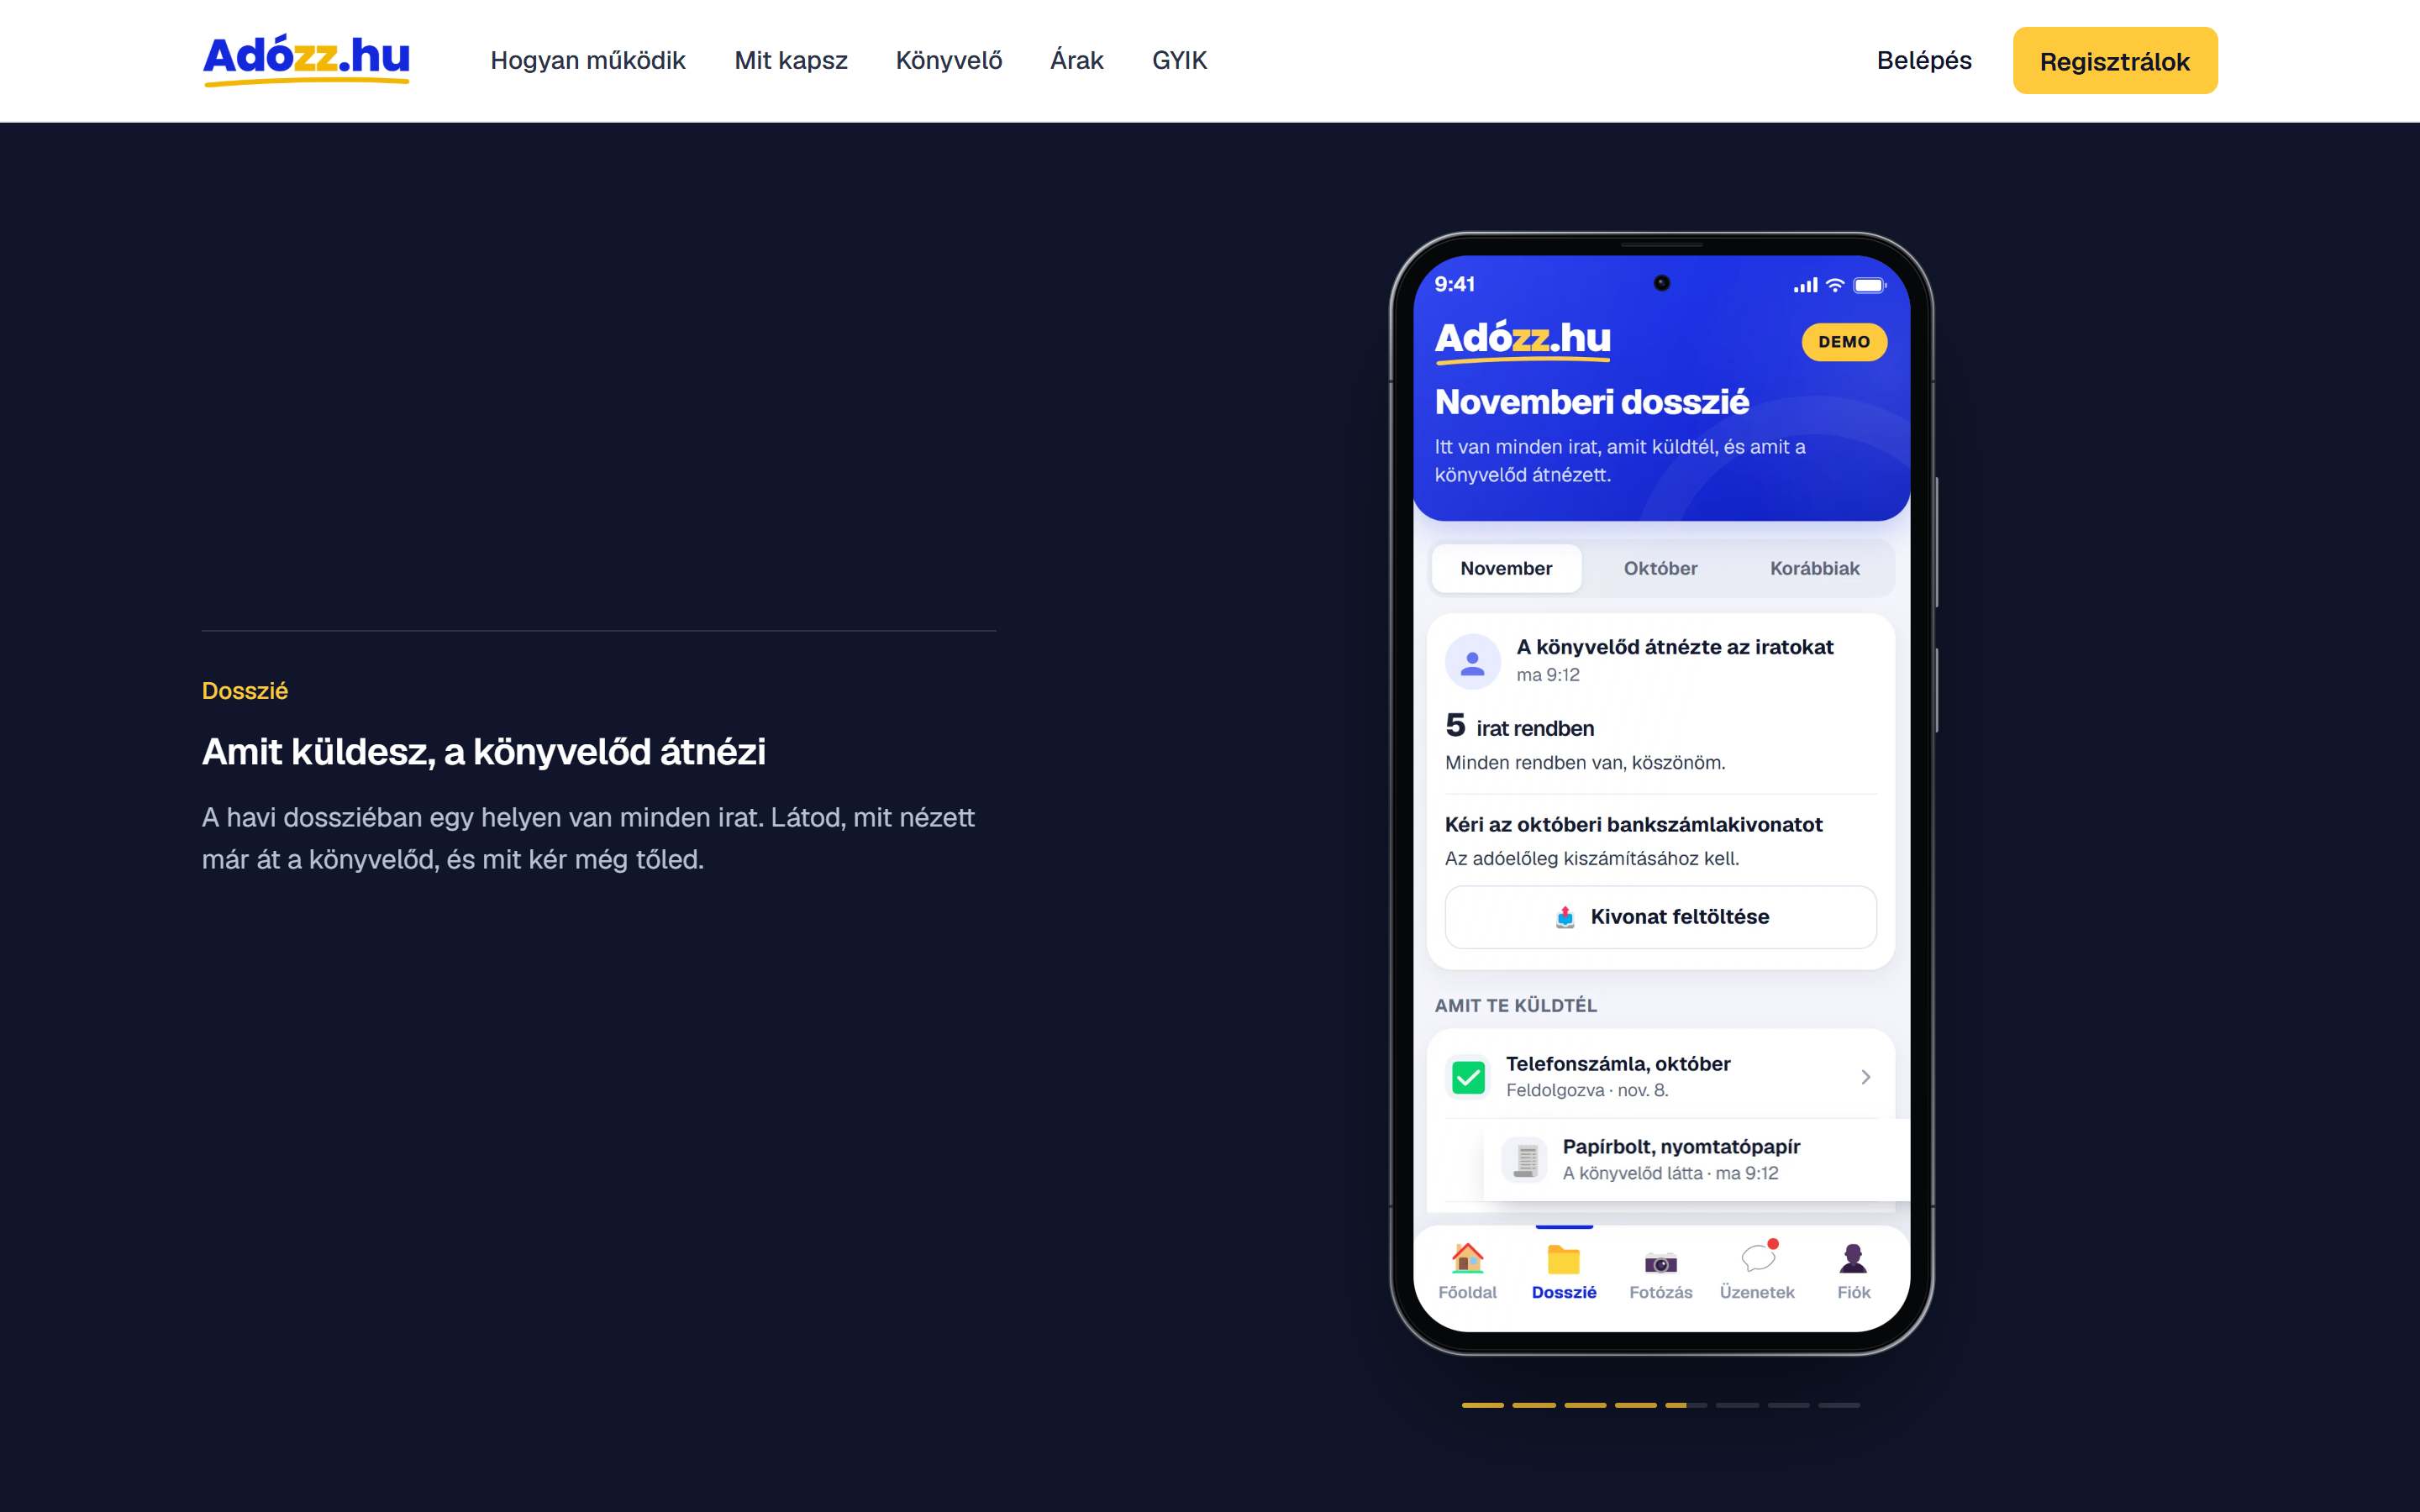 Adózz.hu
Hogyan működik
Mit kapsz
Könyvelő
Árak
GYIK
Belépés
Regisztrálok
Dosszié
Amit küldesz, a könyvelőd átnézi
A havi dossziéban egy helyen van minden irat. Látod, mit nézett
már át a könyvelőd, és mit kér még tőled.
9:41
Adózz.hu
DEMO
Novemberi dosszié
Itt van minden irat, amit küldtél, és amit a
könyvelőd átnézett.
November
Október
Korábbiak
A könyvelőd átnézte az iratokat
ma 9:12
5 irat rendben
Minden rendben van, köszönöm.
Kéri az októberi bankszámlakivonatot
Az adóelőleg kiszámításához kell.
Kivonat feltöltése
AMIT TE KÜLDTÉL
Telefonszámla, október
Feldolgozva · nov. 8.
Papírbolt, nyomtatópapír
A könyvelőd látta · ma 9:12
Főoldal
Dosszié
Fotózás
Üzenetek
Fiók